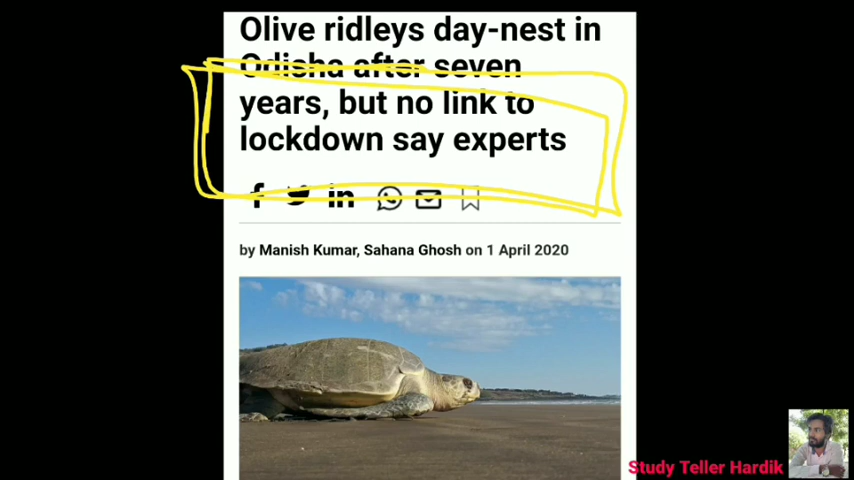 Olive ridleys day-nest in
Odisha after seven
years, but no link to
lockdown say experts
by Manish Kumar, Sahana Ghosh on 1 April 2020
Study Teller Hardik